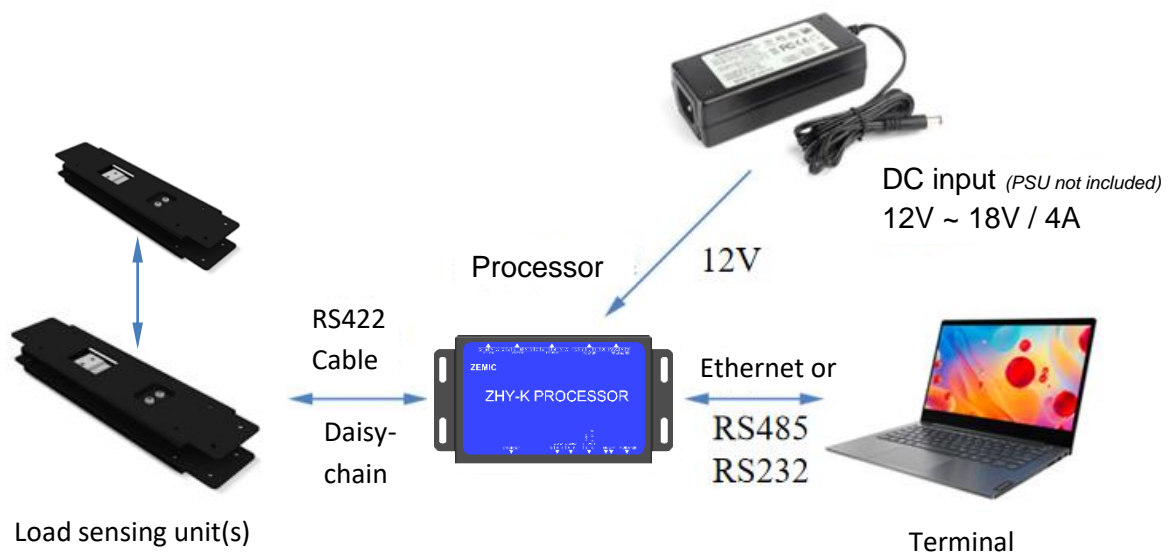 DC input (PSU not included)
12V ~ 18V / 4A
Processor
12V
RS422
Cable
Daisy-
chain
ZEMIC
ZHY-K PROCESSOR
Ethernet or
RS485
RS232
Load sensing unit(s)
Terminal